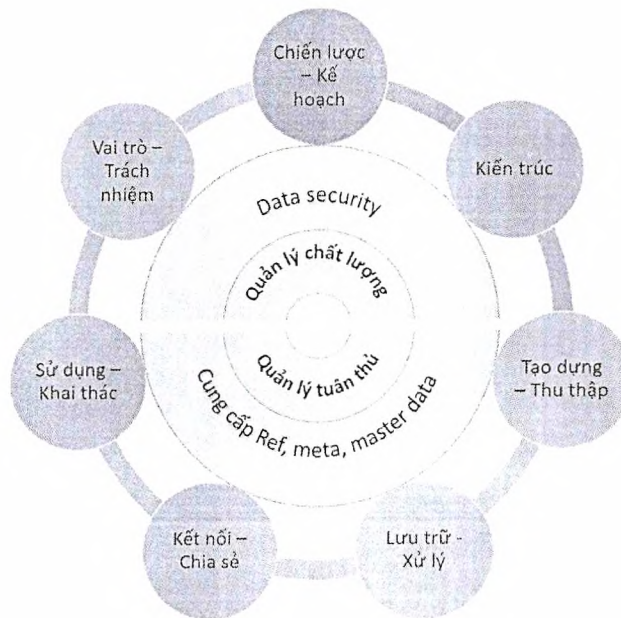 Chiến lược
– Kế
hoạch
Kiến trúc
Tạo dựng
– Thu thập
Lưu trữ -
Xử lý
Kết nối –
Chia sẻ
Sử dụng –
Khai thác
Vai trò –
Trách
nhiệm
Data security
Quản lý chất lượng
Quản lý tuân thủ
Cung cấp Ref, meta, master data